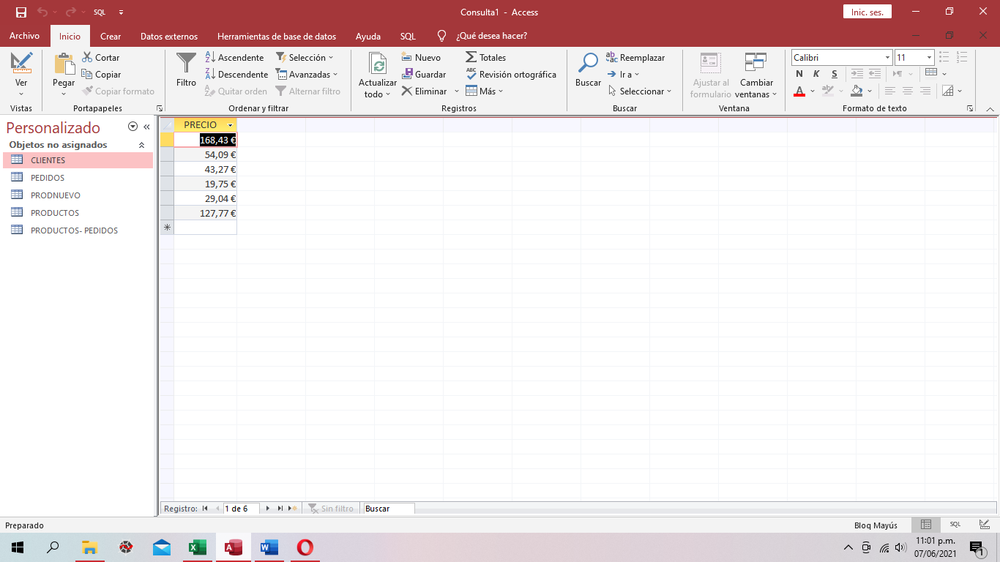 SQL
Consulta1 - Access
Inic. ses.
Archivo Inicio Crear Datos externos Herramientas de base de datos Ayuda SQL ¿Qué desea hacer?
Ver
Vistas
Pegar
Cortar
Copiar
Copiar formato
Portapapeles
Filtro
Ascendente
Descendente
Quitar orden
Selección
Avanzadas
Alternar filtro
Ordenar y filtrar
Actualizar
todo
Nuevo
Guardar
Eliminar
Totales
Revisión ortográfica
Más
Registros
Buscar
Reemplazar
Ir a
Seleccionar
Buscar
Ajustar al
formulario
Cambiar
ventanas
Ventana
Calibri 11
N K S
Formato de texto
Personalizado
Objetos no asignados
CLIENTES
PEDIDOS
PRODNUEVO
PRODUCTOS
PRODUCTOS- PEDIDOS
PRECIO
168,43 €
54,09 €
43,27 €
19,75 €
29,04 €
127,77 €
Registro: 1 de 6 Sin filtro Buscar
Preparado
Bloq Mayús SQL
11:01 p.m.
07/06/2021
1